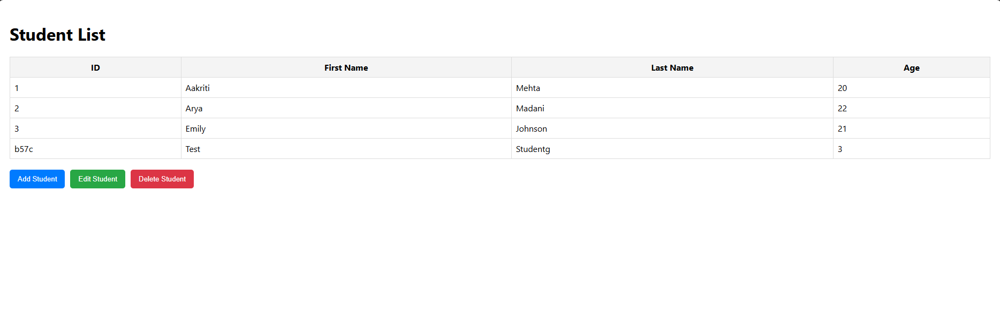 Student List
ID First Name Last Name Age
1 Aakriti Mehta 20
2 Arya Madani 22
3 Emily Johnson 21
b57c Test Studentg 3
Add Student Edit Student Delete Student